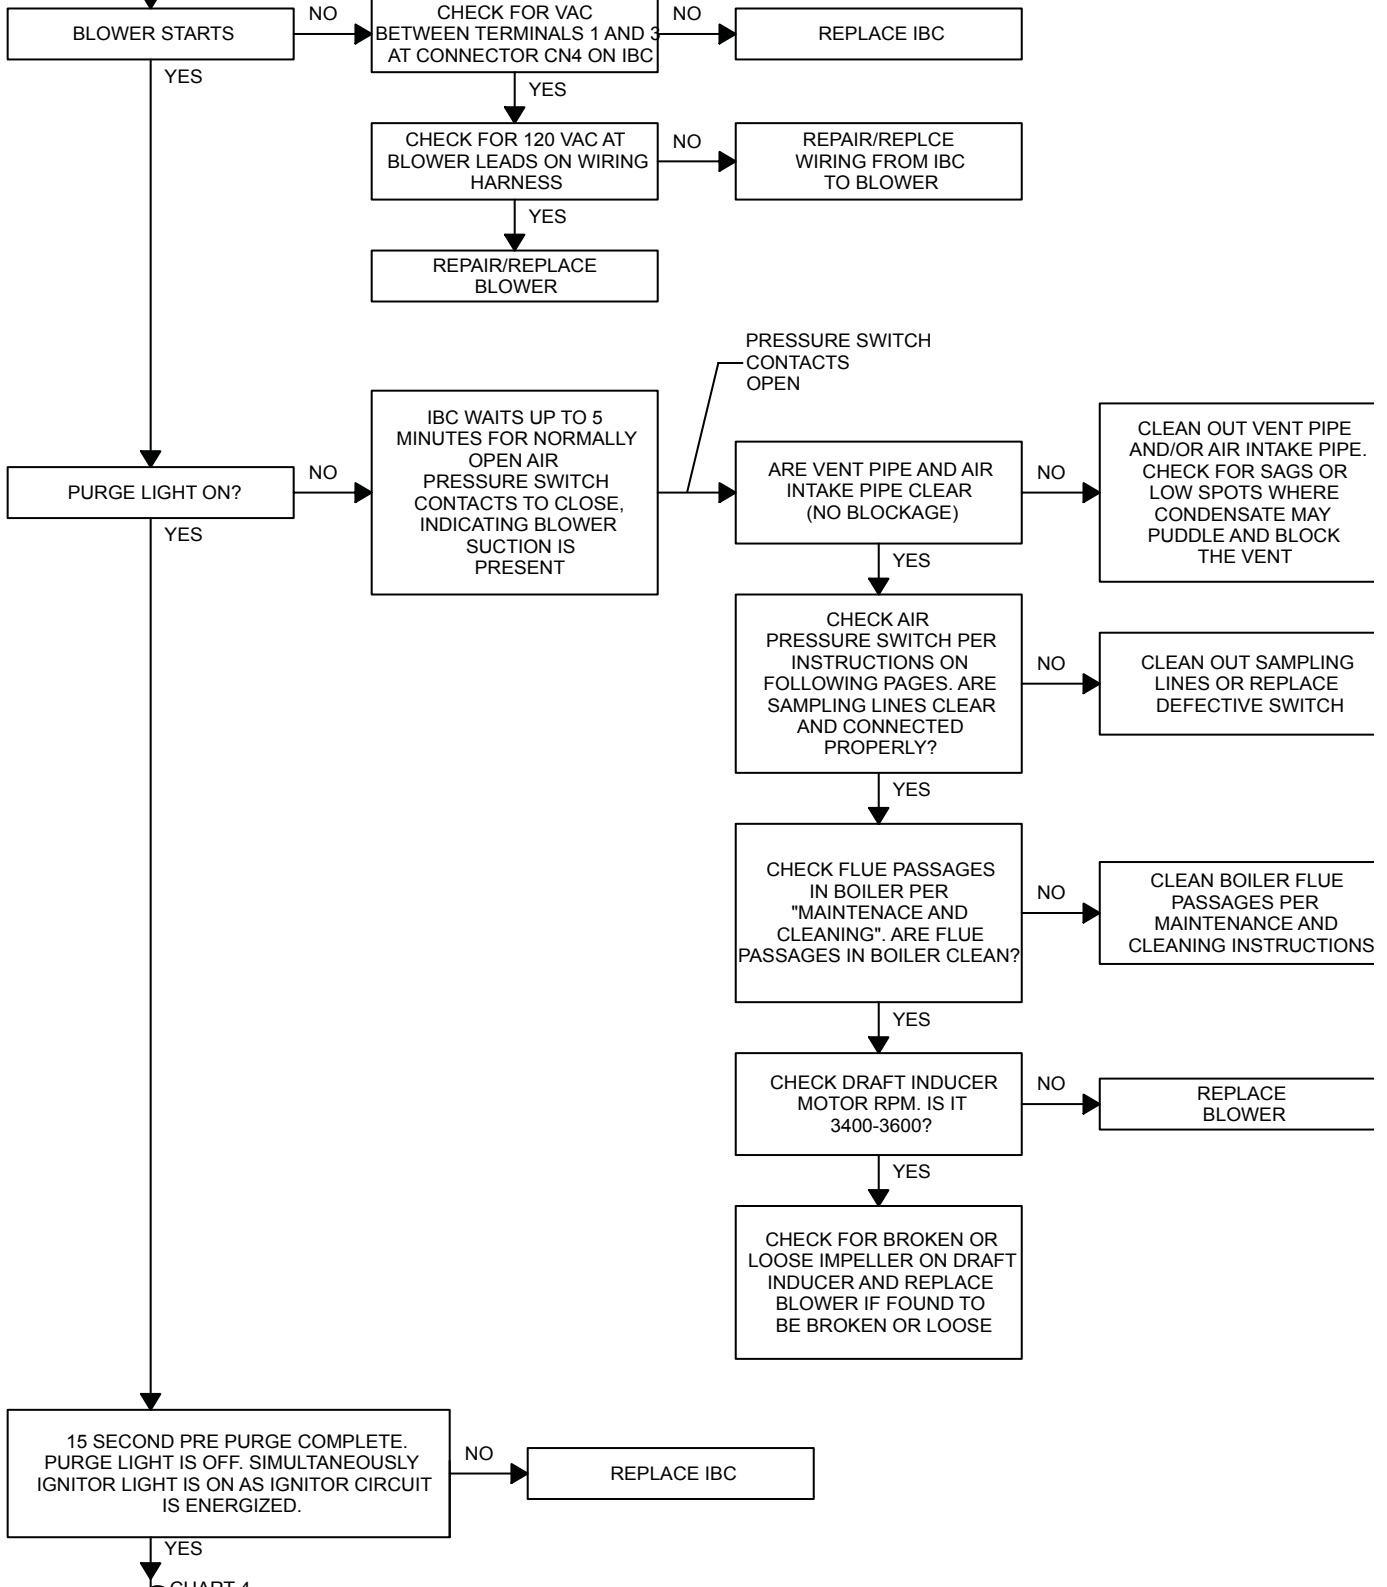 BLOWER STARTS
NO
CHECK FOR VAC
BETWEEN TERMINALS 1 AND 3
AT CONNECTOR CN4 ON IBC
NO
REPLACE IBC
YES
YES
CHECK FOR 120 VAC AT
BLOWER LEADS ON WIRING
HARNESS
NO
REPAIR/REPLCE
WIRING FROM IBC
TO BLOWER
YES
REPAIR/REPLACE
BLOWER
PRESSURE SWITCH
CONTACTS
OPEN
PURGE LIGHT ON?
NO
IBC WAITS UP TO 5
MINUTES FOR NORMALLY
OPEN AIR
PRESSURE SWITCH
CONTACTS TO CLOSE,
INDICATING BLOWER
SUCTION IS
PRESENT
ARE VENT PIPE AND AIR
INTAKE PIPE CLEAR
(NO BLOCKAGE)
NO
CLEAN OUT VENT PIPE
AND/OR AIR INTAKE PIPE.
CHECK FOR SAGS OR
LOW SPOTS WHERE
CONDENSATE MAY
PUDDLE AND BLOCK
THE VENT
YES
YES
CHECK AIR
PRESSURE SWITCH PER
INSTRUCTIONS ON
FOLLOWING PAGES. ARE
SAMPLING LINES CLEAR
AND CONNECTED
PROPERLY?
NO
CLEAN OUT SAMPLING
LINES OR REPLACE
DEFECTIVE SWITCH
YES
CHECK FLUE PASSAGES
IN BOILER PER
"MAINTENACE AND
CLEANING". ARE FLUE
PASSAGES IN BOILER CLEAN?
NO
CLEAN BOILER FLUE
PASSAGES PER
MAINTENANCE AND
CLEANING INSTRUCTIONS
YES
CHECK DRAFT INDUCER
MOTOR RPM. IS IT
3400-3600?
NO
REPLACE
BLOWER
YES
CHECK FOR BROKEN OR
LOOSE IMPELLER ON DRAFT
INDUCER AND REPLACE
BLOWER IF FOUND TO
BE BROKEN OR LOOSE
15 SECOND PRE PURGE COMPLETE.
PURGE LIGHT IS OFF. SIMULTANEOUSLY
IGNITOR LIGHT IS ON AS IGNITOR CIRCUIT
IS ENERGIZED.
NO
REPLACE IBC
YES
CHART 4